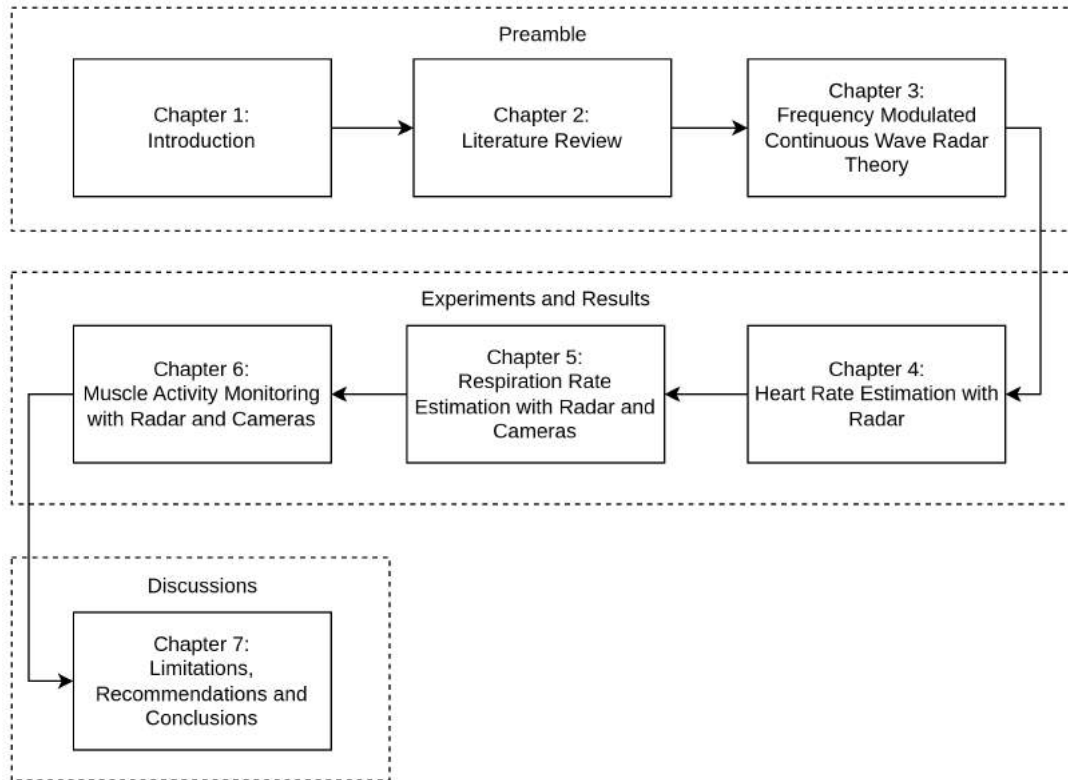 Preamble
Chapter 1:
Introduction
Chapter 2:
Literature Review
Chapter 3:
Frequency Modulated
Continuous Wave Radar
Theory
Experiments and Results
Chapter 4:
Heart Rate Estimation with
Radar
Chapter 5:
Respiration Rate
Estimation with Radar and
Cameras
Chapter 6:
Muscle Activity Monitoring
with Radar and Cameras
Discussions
Chapter 7:
Limitations,
Recommendations and
Conclusions